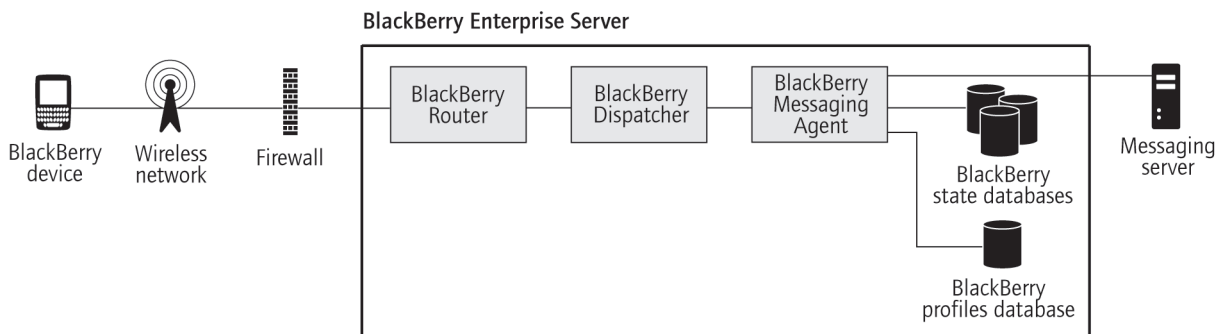 BlackBerry Enterprise Server
BlackBerry
device
Wireless
network
Firewall
BlackBerry
Router
BlackBerry
Dispatcher
BlackBerry
Messaging
Agent
BlackBerry
state databases
BlackBerry
profiles database
Messaging
server